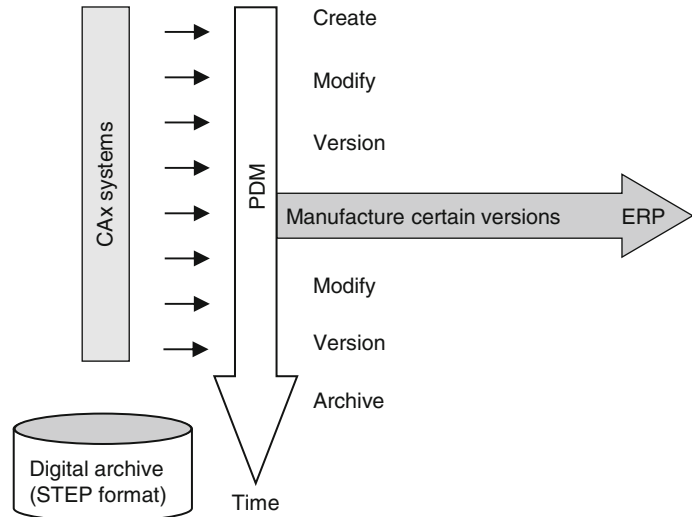 Create
Modify
Version
CAx systems
PDM
Manufacture certain versions
ERP
Modify
Version
Archive
Digital archive
(STEP format)
Time